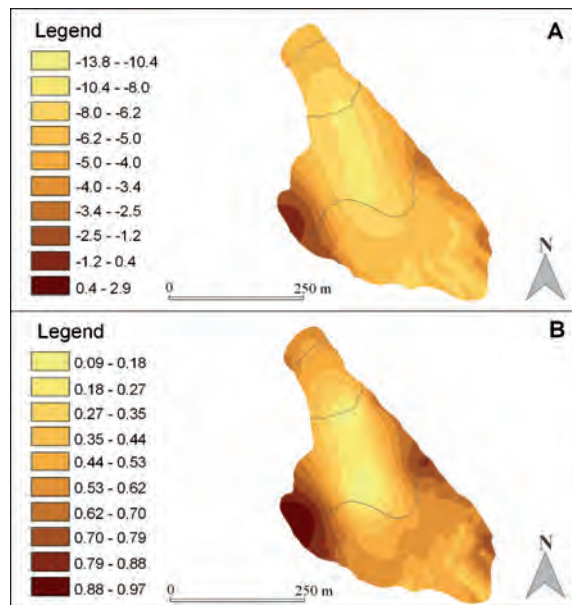 Legend
A
-13.8 - -10.4
-10.4 - -8.0
-8.0 - -6.2
-6.2 - -5.0
-5.0 - -4.0
-4.0 - -3.4
-3.4 - -2.5
-2.5 - -1.2
-1.2 - 0.4
0.4 - 2.9
N
0
250 m
Legend
B
0.09 - 0.18
0.18 - 0.27
0.27 - 0.35
0.35 - 0.44
0.44 - 0.53
0.53 - 0.62
0.62 - 0.70
0.70 - 0.79
0.79 - 0.88
0.88 - 0.97
N
0
250 m